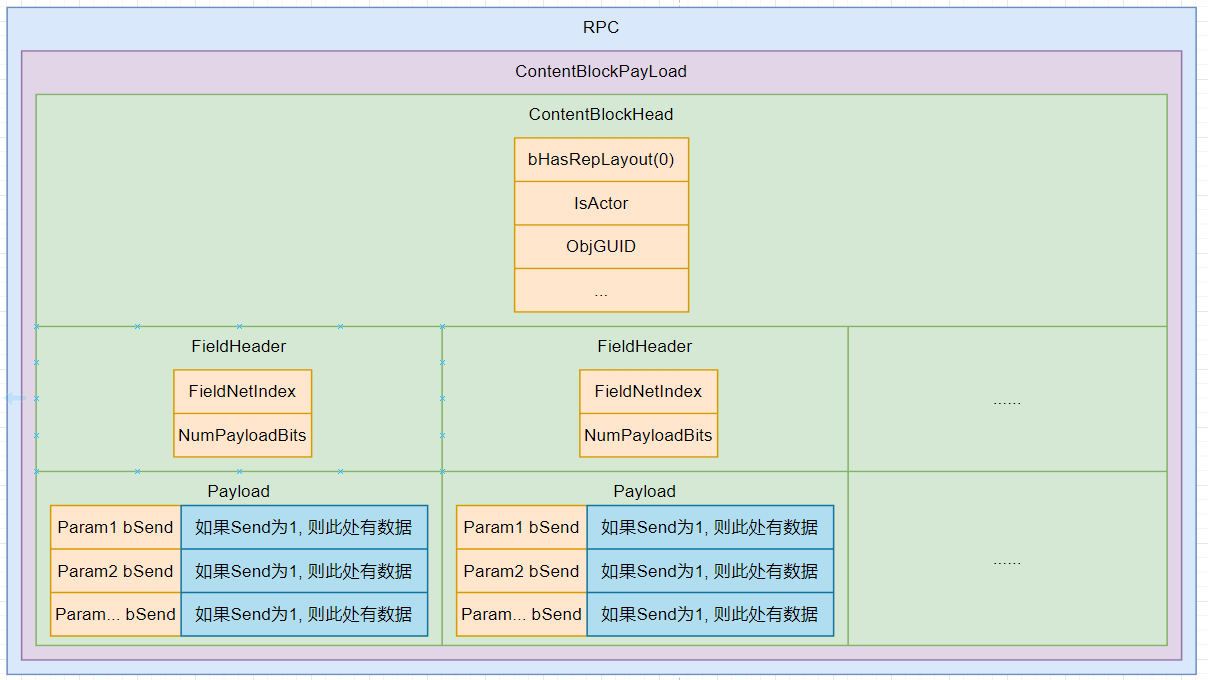 RPC
ContentBlockPayLoad
ContentBlockHead
bHasRepLayout(0)
IsActor
ObjGUID
...
FieldHeader
FieldNetIndex
NumPayloadBits
FieldHeader
FieldNetIndex
NumPayloadBits
......
Payload
Param1 bSend 如果Send为1, 则此处有数据
Param2 bSend 如果Send为1, 则此处有数据
Param... bSend 如果Send为1, 则此处有数据
Payload
Param1 bSend 如果Send为1, 则此处有数据
Param2 bSend 如果Send为1, 则此处有数据
Param... bSend 如果Send为1, 则此处有数据
......